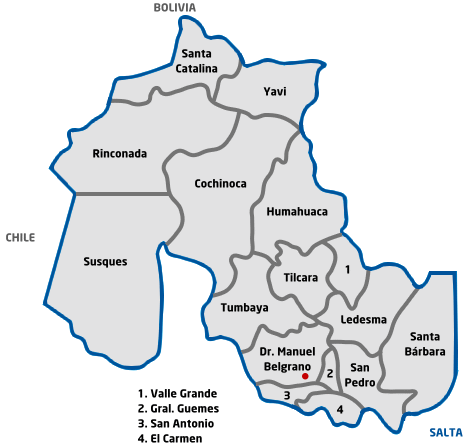 BOLIVIA
Santa
Catalina
Yavi
Rinconada
Cochinoca
Humahuaca
CHILE
Susques
Tilcara
1
Tumbaya
Ledesma
Santa
Bárbara
Dr. Manuel
Belgrano
2
San
Pedro
3
4
1. Valle Grande
2. Gral. Guemes
3. San Antonio
4. El Carmen
SALTA